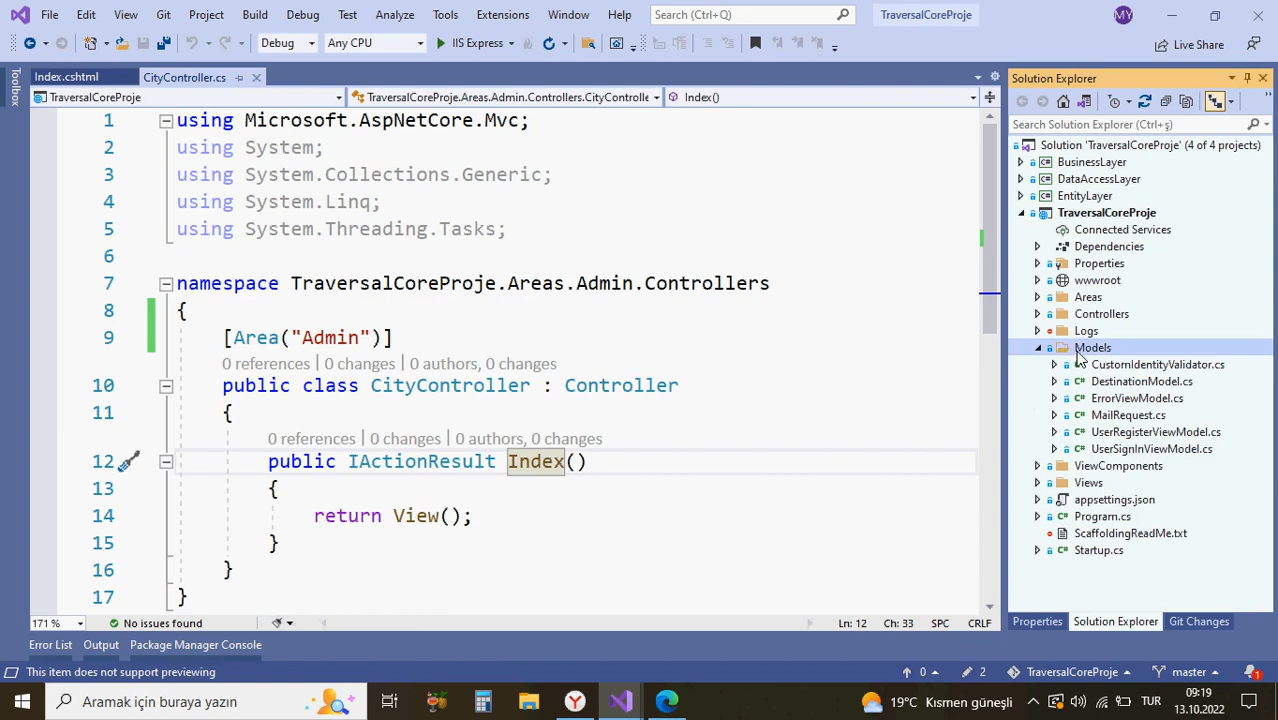 File Edit View Git Project Build Debug Test Analyze Tools Extensions Window Help Search (Ctrl+Q) TraversalCoreProje MY
Debug Any CPU IIS Express Live Share
Toolbox
Index.cshtml CityController.cs
TraversalCoreProje TraversalCoreProje.Areas.Admin.Controllers.CityControlle Index()
1 using Microsoft.AspNetCore.Mvc;
2 using System;
3 using System.Collections.Generic;
4 using System.Linq;
5 using System.Threading.Tasks;
6
7 namespace TraversalCoreProje.Areas.Admin.Controllers
8 {
9 [Area("Admin")]
0 references | 0 changes | 0 authors, 0 changes
10 public class CityController : Controller
11 {
0 references | 0 changes | 0 authors, 0 changes
12 public IActionResult Index()
13 {
14 return View();
15 }
16 }
17 }
171 % No issues found Ln: 12 Ch: 33 SPC CRLF
Error List Output Package Manager Console
Solution Explorer
Search Solution Explorer (Ctrl+ş)
Solution 'TraversalCoreProje' (4 of 4 projects)
BusinessLayer
DataAccessLayer
EntityLayer
TraversalCoreProje
Connected Services
Dependencies
Properties
wwwroot
Areas
Controllers
Logs
Models
CustomIdentityValidator.cs
DestinationModel.cs
ErrorViewModel.cs
MailRequest.cs
UserRegisterViewModel.cs
UserSignInViewModel.cs
ViewComponents
Views
appsettings.json
Program.cs
ScaffoldingReadMe.txt
Startup.cs
Properties Solution Explorer Git Changes
This item does not support previewing 0 2 TraversalCoreProje master 1
Aramak için buraya yazın 19°C Kısmen güneşli TUR 09:19
13.10.2022